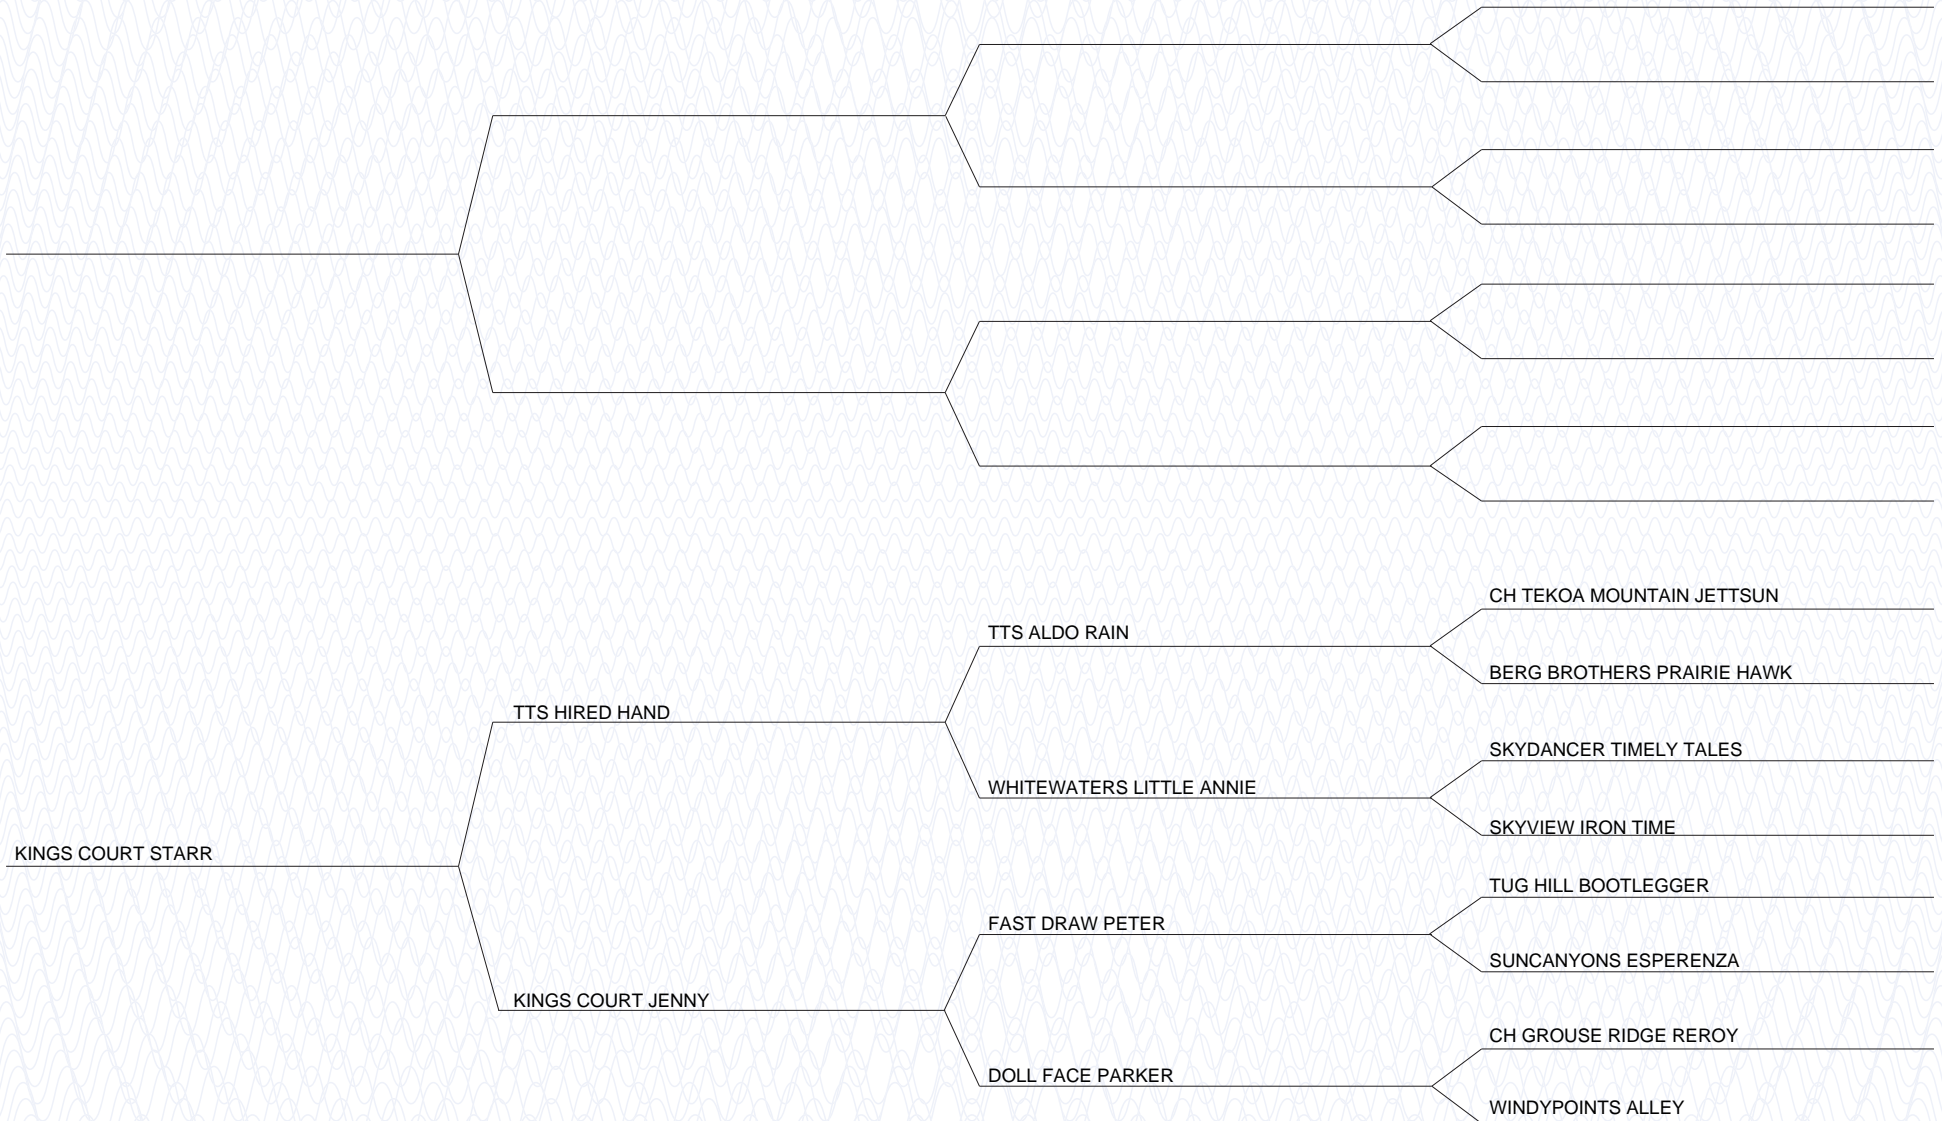 CH TEKOA MOUNTAIN JETTSUN
TTS ALDO RAIN
BERG BROTHERS PRAIRIE HAWK
TTS HIRED HAND
SKYDANCER TIMELY TALES
WHITEWATERS LITTLE ANNIE
SKYVIEW IRON TIME
KINGS COURT STARR
TUG HILL BOOTLEGGER
FAST DRAW PETER
SUNCANYONS ESPERENZA
KINGS COURT JENNY
CH GROUSE RIDGE REROY
DOLL FACE PARKER
WINDYPOINTS ALLEY